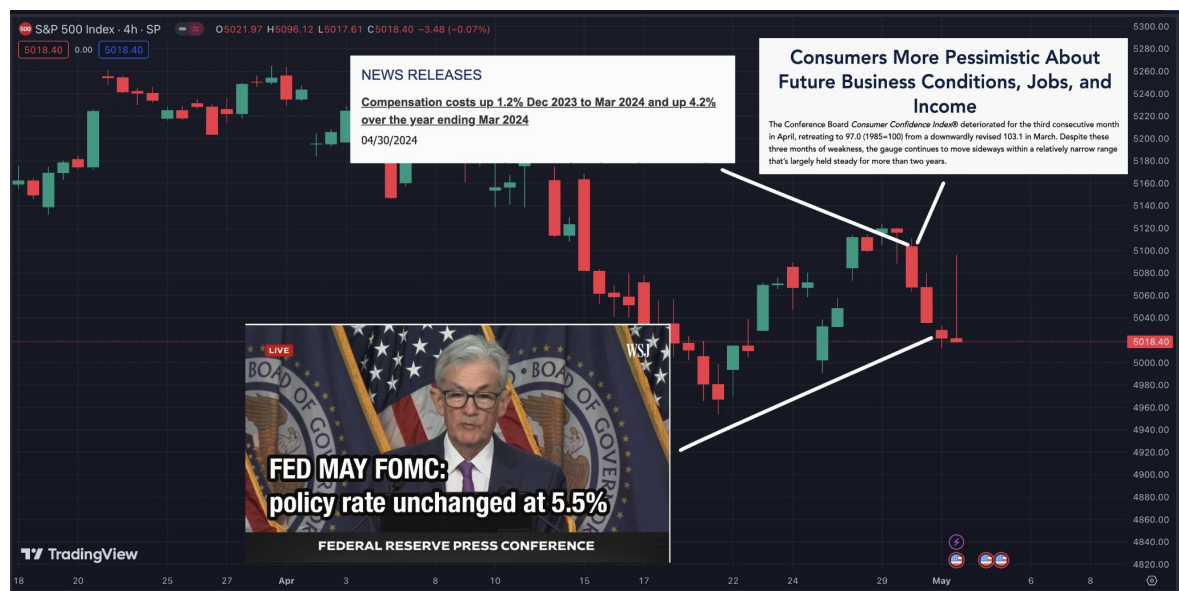 500 S&P 500 Index · 4h · SP
O5021.97 H5096.12 L5017.61 C5018.40 −3.48 (−0.07%)
5018.40 0.00 5018.40
NEWS RELEASES
Compensation costs up 1.2% Dec 2023 to Mar 2024 and up 4.2%
over the year ending Mar 2024
04/30/2024
Consumers More Pessimistic About
Future Business Conditions, Jobs, and
Income
The Conference Board Consumer Confidence Index® deteriorated for the third consecutive month
in April, retreating to 97.0 (1985=100) from a downwardly revised 103.1 in March. Despite these
three months of weakness, the gauge continues to move sideways within a relatively narrow range
that's largely held steady for more than two years.
5300.00
5280.00
5260.00
5240.00
5220.00
5200.00
5180.00
5160.00
5140.00
5120.00
5100.00
5080.00
5060.00
5040.00
5018.40
5000.00
4980.00
4960.00
4940.00
4920.00
4900.00
4880.00
4860.00
4840.00
4820.00
LIVE
WSJ
BOARD OF GOVER
BOARD OF GOVERN
FED MAY FOMC:
policy rate unchanged at 5.5%
FEDERAL RESERVE PRESS CONFERENCE
TradingView
18 20 25 27 Apr 3 8 10 15 17 22 24 29 May 6 8